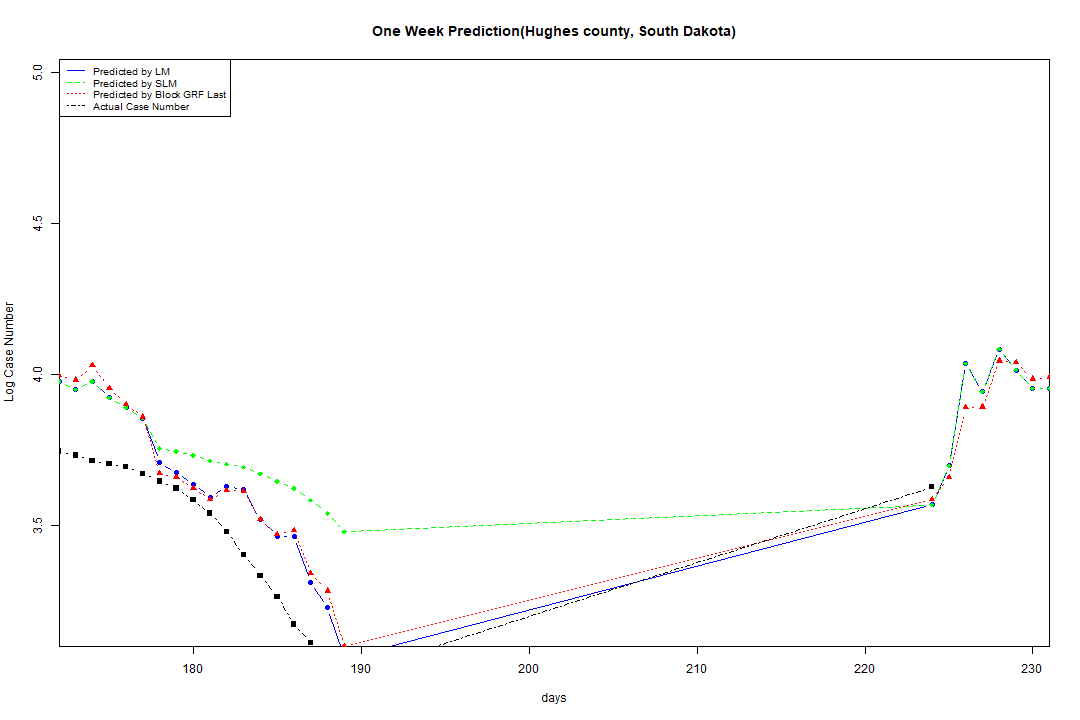 One Week Prediction(Hughes county, South Dakota)
Predicted by LM
Predicted by SLM
Predicted by Block GRF Last
Actual Case Number
5.0
4.5
4.0
3.5
Log Case Number
180 190 200 210 220 230
days